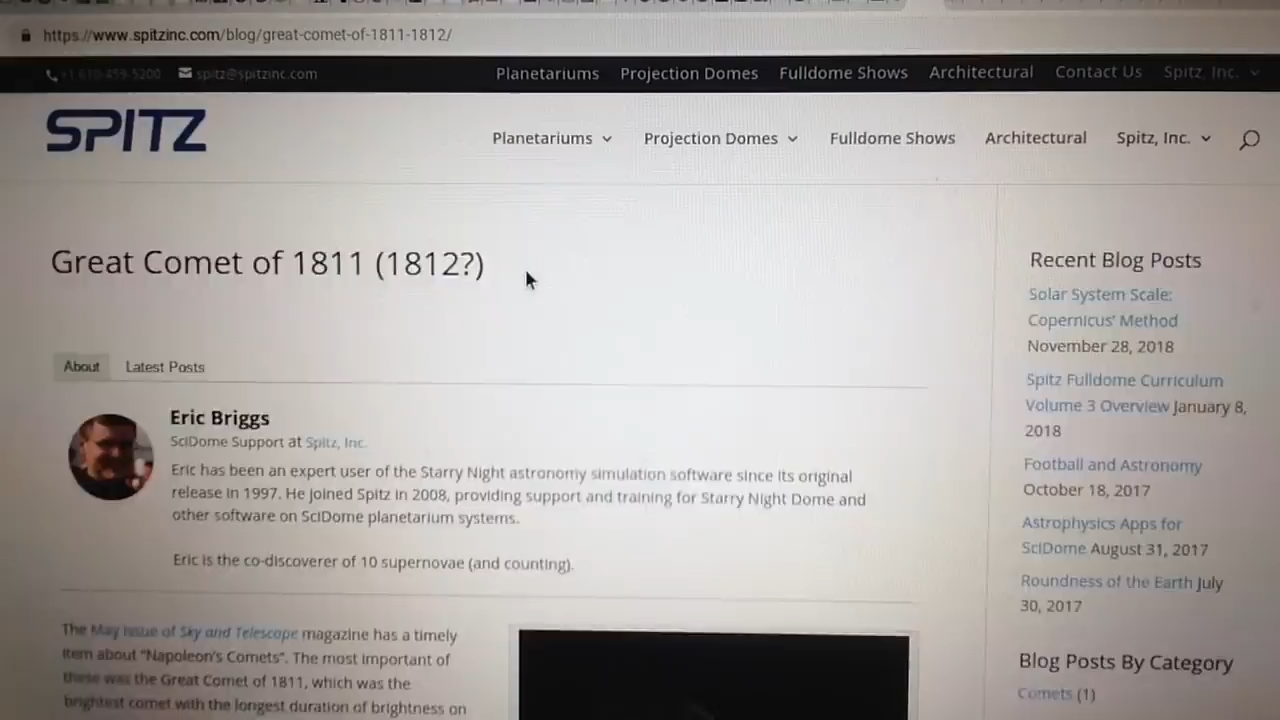 https://www.spitzinc.com/blog/great-comet-of-1811-1812/
+1 610-459-5200 spitz@spitzinc.com Planetariums Projection Domes Fulldome Shows Architectural Contact Us Spitz, Inc.
SPITZ Planetariums Projection Domes Fulldome Shows Architectural Spitz, Inc.
Great Comet of 1811 (1812?)
About Latest Posts
Eric Briggs
SciDome Support at Spitz, Inc.
Eric has been an expert user of the Starry Night astronomy simulation software since its original
release in 1997. He joined Spitz in 2008, providing support and training for Starry Night Dome and
other software on SciDome planetarium systems.
Eric is the co-discoverer of 10 supernovae (and counting).
The May issue of Sky and Telescope magazine has a timely
item about "Napoleon's Comets". The most important of
these was the Great Comet of 1811, which was the
brightest comet with the longest duration of brightness on
Recent Blog Posts
Solar System Scale:
Copernicus' Method
November 28, 2018
Spitz Fulldome Curriculum
Volume 3 Overview January 8,
2018
Football and Astronomy
October 18, 2017
Astrophysics Apps for
SciDome August 31, 2017
Roundness of the Earth July
30, 2017
Blog Posts By Category
Comets (1)